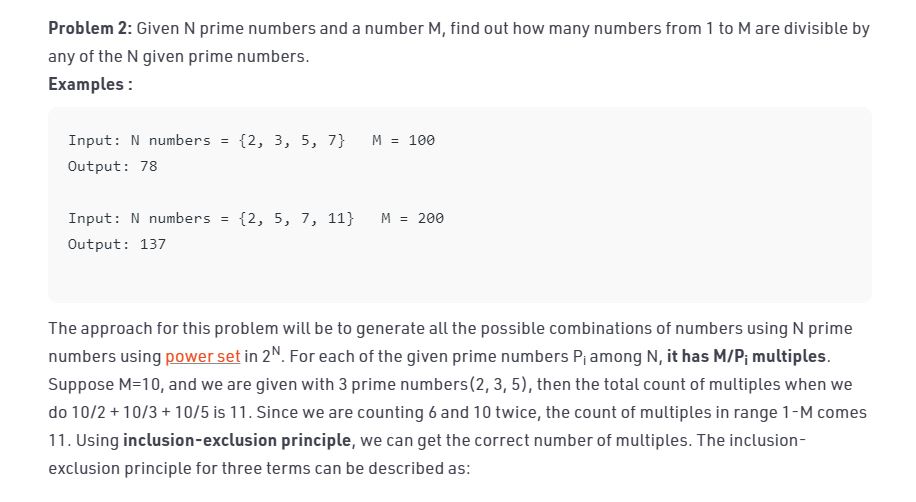 Problem 2: Given N prime numbers and a number M, find out how many numbers from 1 to M are divisible by
any of the N given prime numbers.
Examples :
Input: N numbers = {2, 3, 5, 7}   M = 100
Output: 78
Input: N numbers = {2, 5, 7, 11}   M = 200
Output: 137
The approach for this problem will be to generate all the possible combinations of numbers using N prime
numbers using power set in 2^N. For each of the given prime numbers Pi among N, it has M/Pi multiples.
Suppose M=10, and we are given with 3 prime numbers(2, 3, 5), then the total count of multiples when we
do 10/2 + 10/3 + 10/5 is 11. Since we are counting 6 and 10 twice, the count of multiples in range 1-M comes
11. Using inclusion-exclusion principle, we can get the correct number of multiples. The inclusion-
exclusion principle for three terms can be described as: